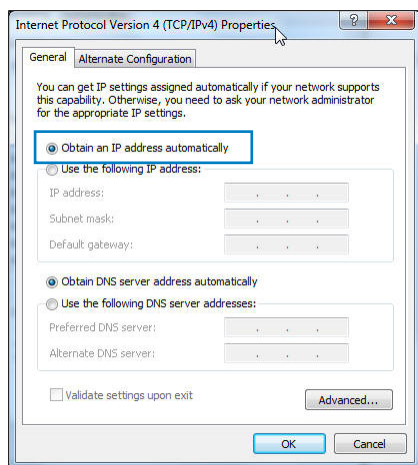 Internet Protocol Version 4 (TCP/IPv4) Properties
General
Alternate Configuration
You can get IP settings assigned automatically if your network supports
this capability. Otherwise, you need to ask your network administrator
for the appropriate IP settings.
Obtain an IP address automatically
Use the following IP address:
IP address:
Subnet mask:
Default gateway:
Obtain DNS server address automatically
Use the following DNS server addresses:
Preferred DNS server:
Alternate DNS server:
Validate settings upon exit
Advanced...
OK
Cancel